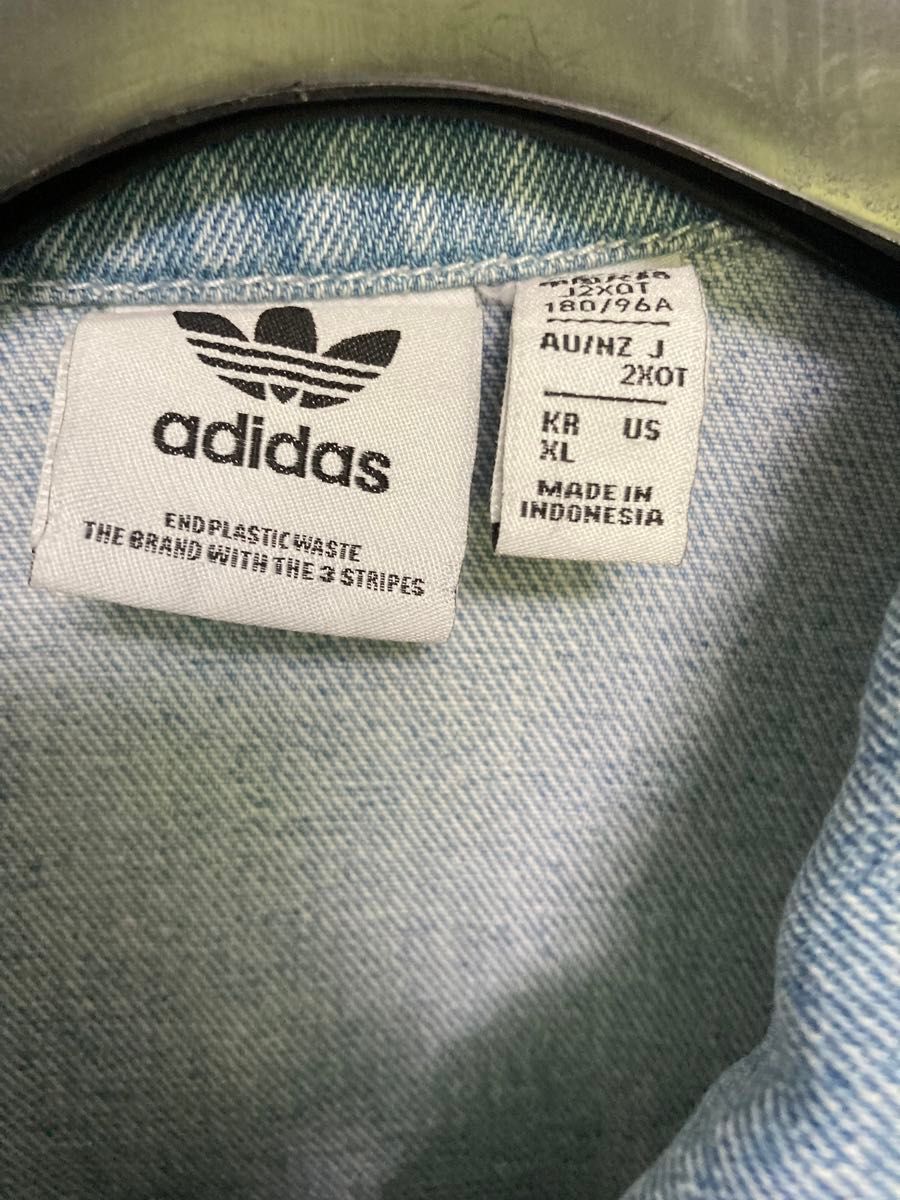 adidas
END PLASTIC WASTE
THE BRAND WITH THE 3 STRIPES
J2XOT
180/96A
AU/NZ J
2XOT
KR US
XL
MADE IN
INDONESIA